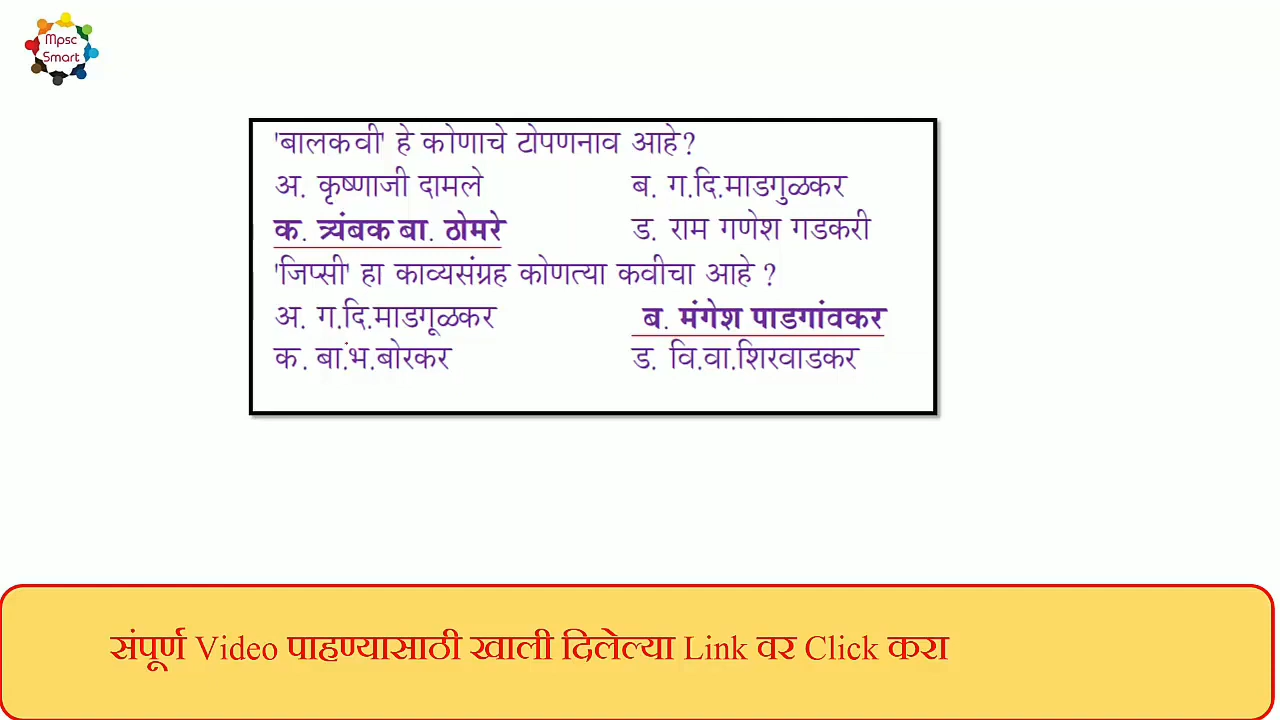 Mpsc
Smart
'बालकवी' हे कोणाचे टोपणनाव आहे?
अ. कृष्णाजी दामले ब. ग.दि.माडगुळकर
क. त्र्यंबक बा. ठोमरे ड. राम गणेश गडकरी
'जिप्सी' हा काव्यसंग्रह कोणत्या कवीचा आहे ?
अ. ग.दि.माडगूळकर ब. मंगेश पाडगांवकर
क. बा.भ.बोरकर ड. वि.वा.शिरवाडकर
संपूर्ण Video पाहण्यासाठी खाली दिलेल्या Link वर Click करा